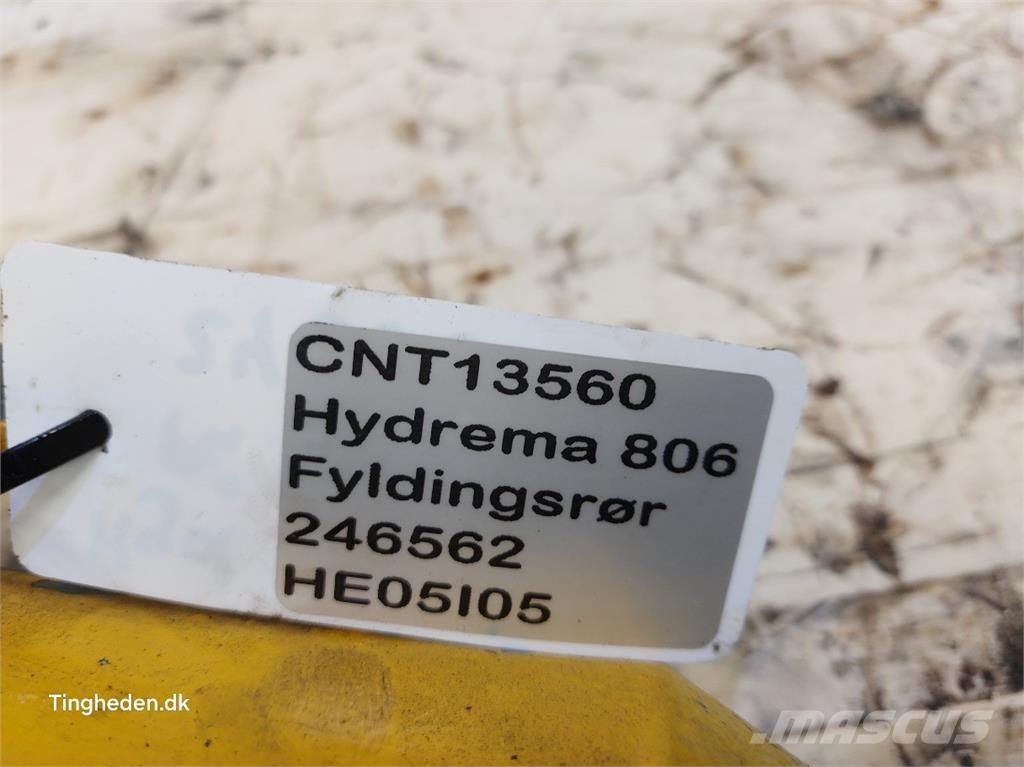 CNT13560
Hydrema 806
Fyldingsrør
246562
HE05I05
Tingheden.dk
MASCUS